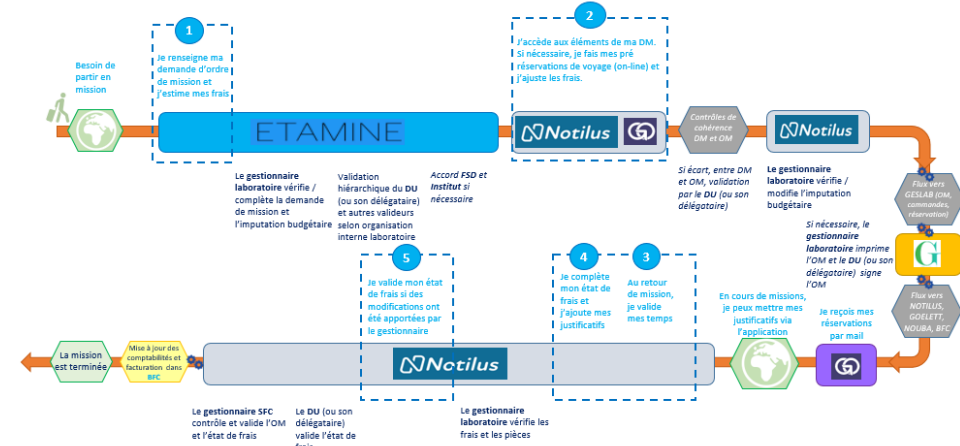 Besoin de
partir en
mission
1
Je renseigne ma
demande d'ordre
de mission et
j'estime mes frais
ETAMINE
Le gestionnaire
laboratoire vérifie /
complète la demande
de mission et
l'imputation budgétaire
Validation
hiérarchique du DU
(ou son délégataire)
et autres valideurs
selon organisation
interne laboratoire
Accord FSD et
Institut si
nécessaire
2
J'accède aux éléments de ma DM.
Si nécessaire, je fais mes pré
réservations de voyage (on-line) et
j'ajuste les frais.
Notilus
Contrôles de
cohérence
DM et OM
Si écart, entre DM
et OM, validation
par le DU (ou son
délégataire)
Notilus
Le gestionnaire
laboratoire vérifie /
modifie l'imputation
budgétaire
Flux vers
GESLAB (OM,
commandes,
réservation)
Si nécessaire, le
gestionnaire
laboratoire imprime
l'OM et le DU (ou son
délégataire) signe
l'OM
G
Flux vers
NOTILUS,
GOELETT,
NOUBA, BFC
Je reçois mes
réservations
par mail
En cours de missions,
je peux mettre mes
justificatifs via
l'application
3
Au retour
de mission,
je valide
mes temps
4
Je complète
mon état de
frais et
j'ajoute mes
justificatifs
5
Je valide mon état
de frais si des
modifications ont
été apportées par
le gestionnaire
Notilus
Le gestionnaire
laboratoire vérifie les
frais et les pièces
Le DU (ou son
délégataire)
valide l'état de
Le gestionnaire SFC
contrôle et valide l'OM
et l'état de frais
Mise à jour des
comptabilités et
facturation dans
BFC
La mission
est terminée